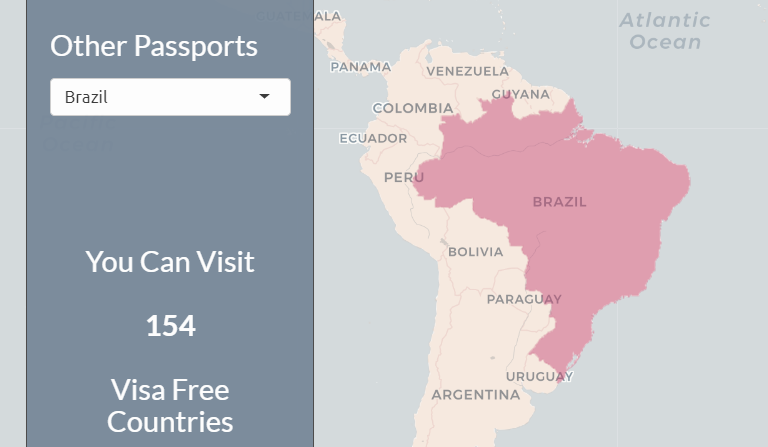 GUATEMALA
Other Passports
Brazil
You Can Visit
154
Visa Free
Countries
Atlantic
Ocean
PANAMA
VENEZUELA
GUYANA
COLOMBIA
ECUADOR
PERU
BRAZIL
BOLIVIA
PARAGUAY
URUGUAY
ARGENTINA